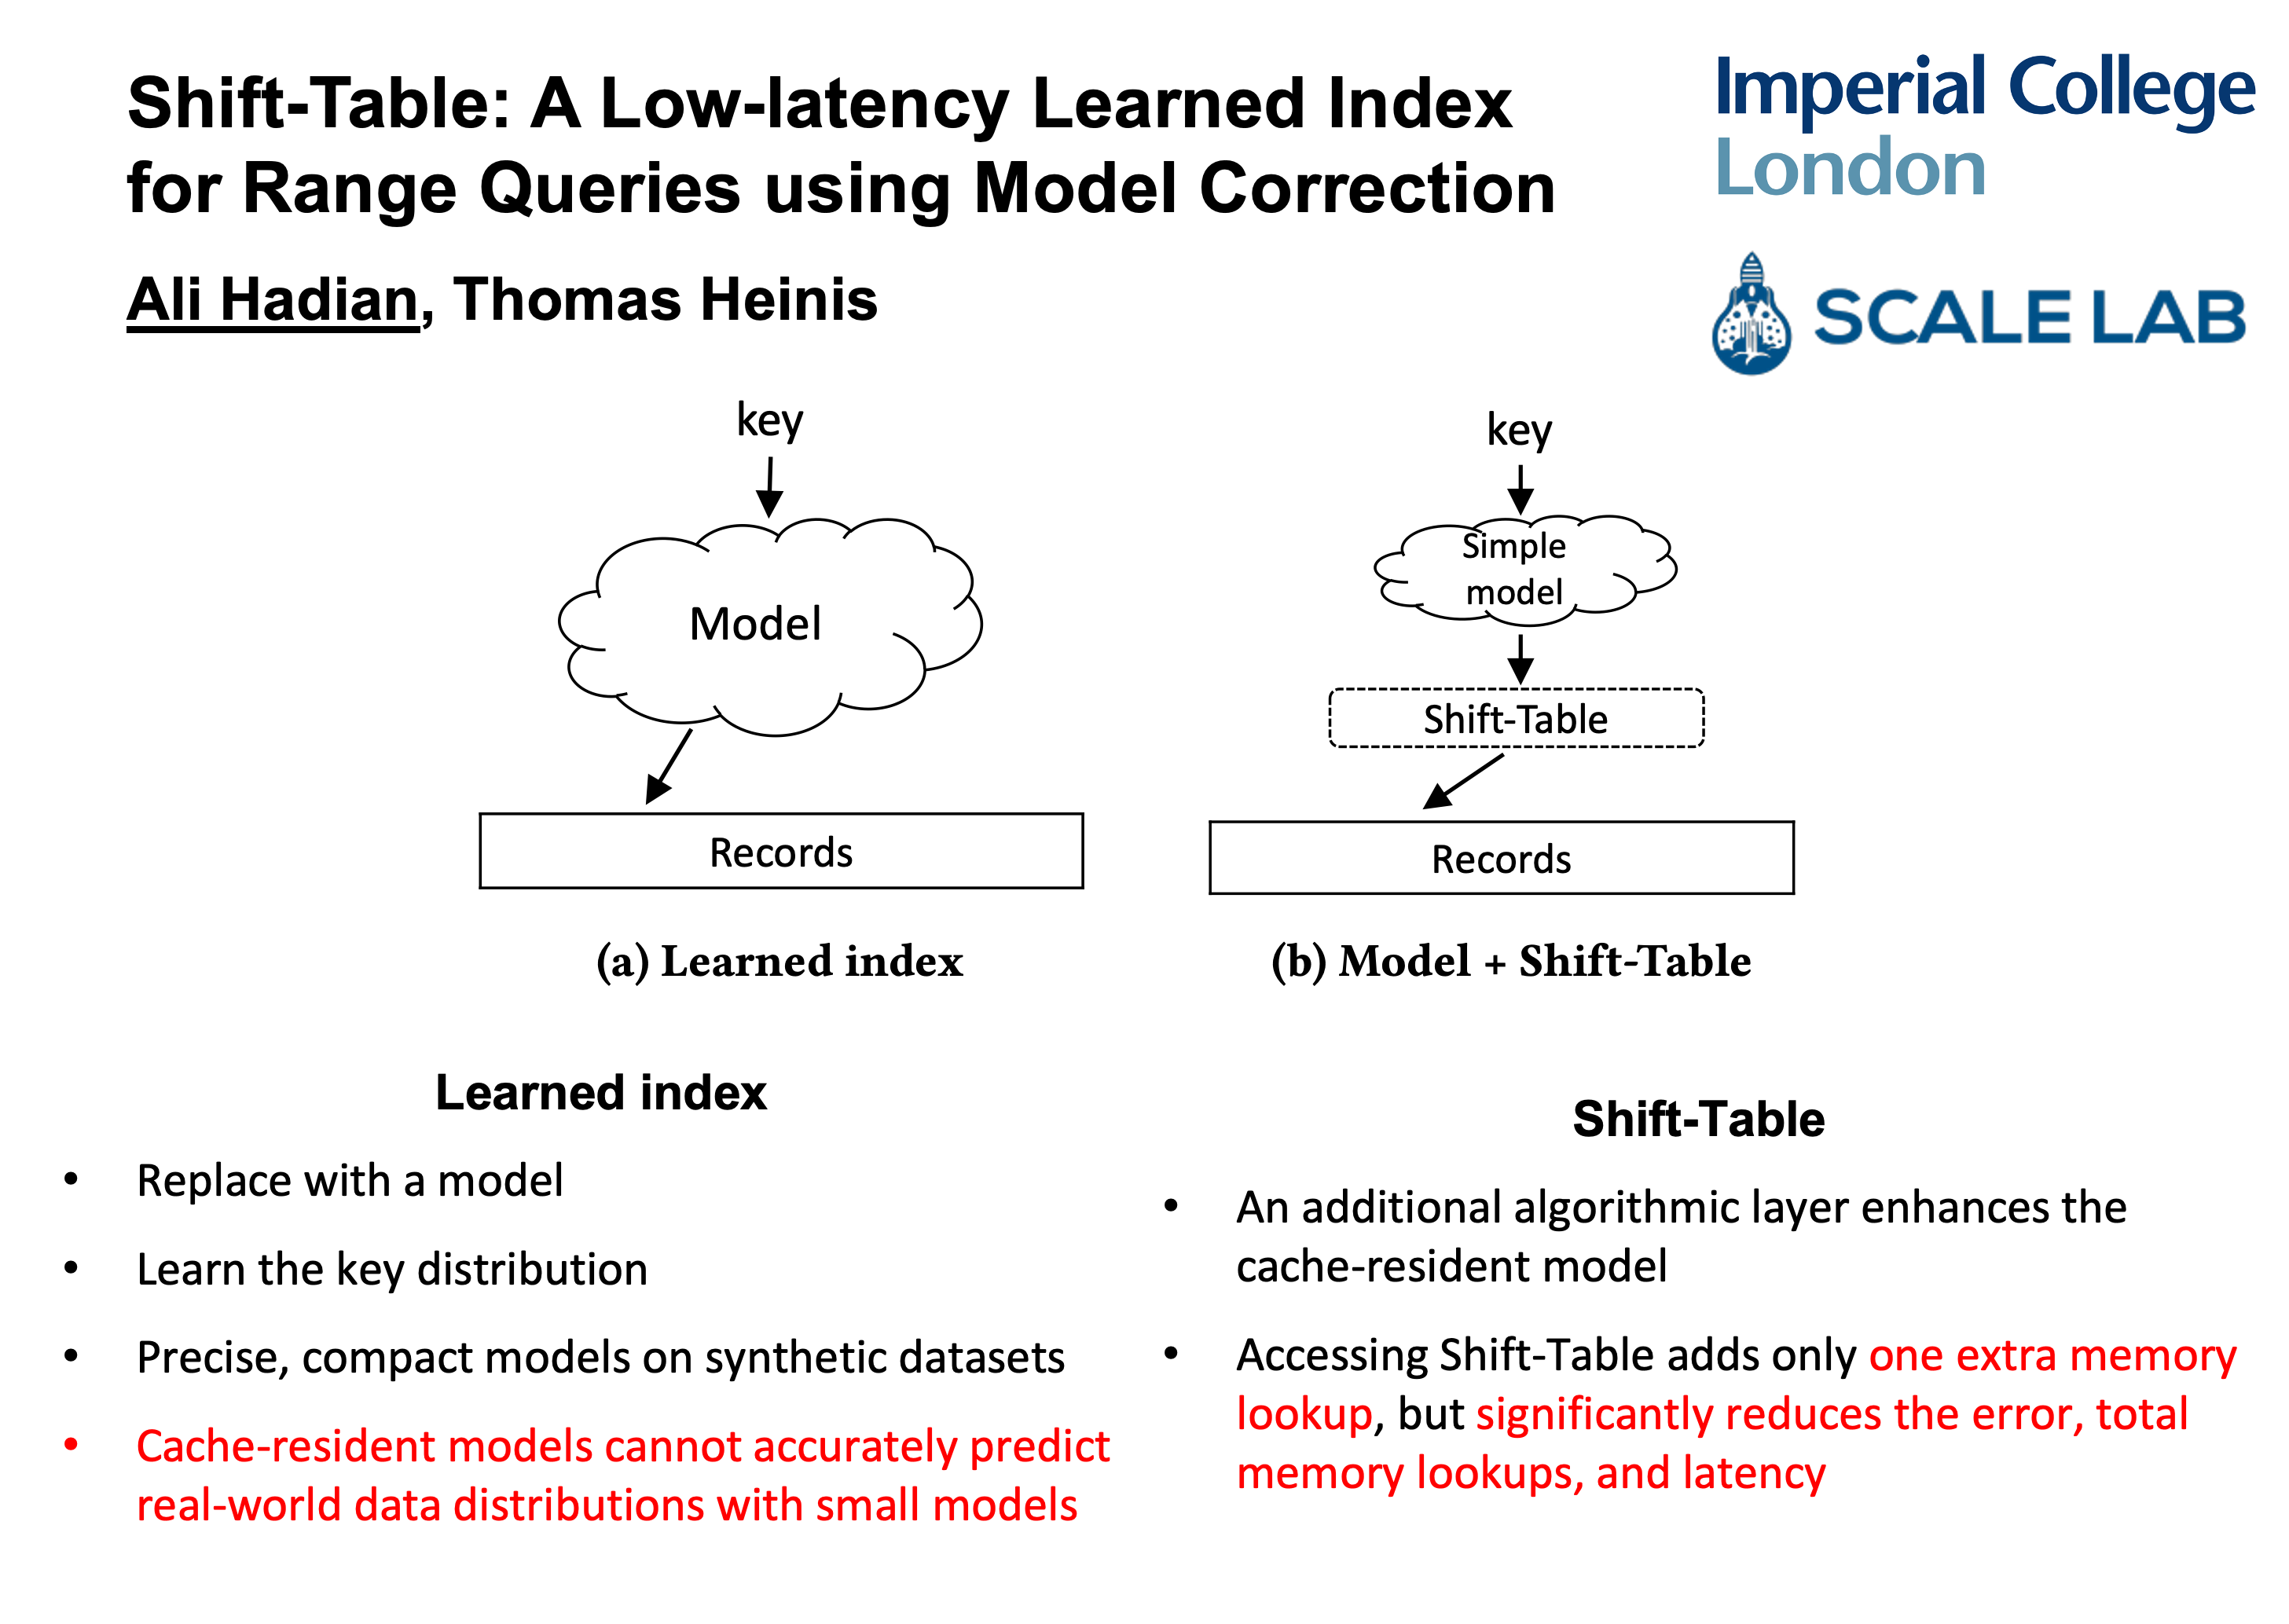 Shift-Table: A Low-latency Learned Index
for Range Queries using Model Correction
Ali Hadian, Thomas Heinis
Imperial College
London
SCALE LAB
key
Model
Records
(a) Learned index
key
Simple
model
Shift-Table
Records
(b) Model + Shift-Table
Learned index
• Replace with a model
• Learn the key distribution
• Precise, compact models on synthetic datasets
• Cache-resident models cannot accurately predict
real-world data distributions with small models
Shift-Table
• An additional algorithmic layer enhances the
cache-resident model
• Accessing Shift-Table adds only one extra memory
lookup, but significantly reduces the error, total
memory lookups, and latency